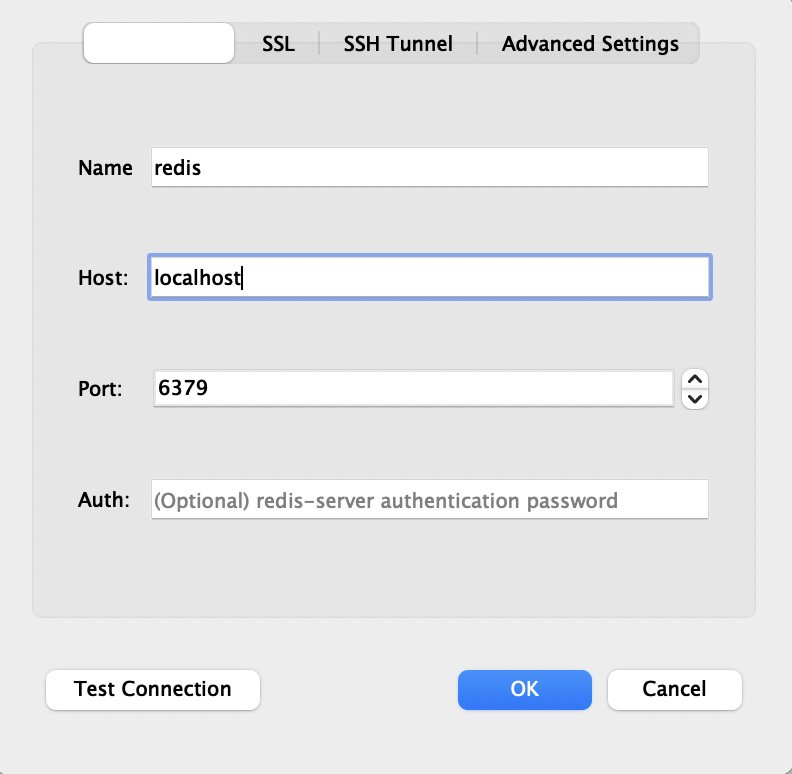 SSL SSH Tunnel Advanced Settings
Name redis
Host: localhost
Port: 6379
Auth: (Optional) redis-server authentication password
Test Connection OK Cancel